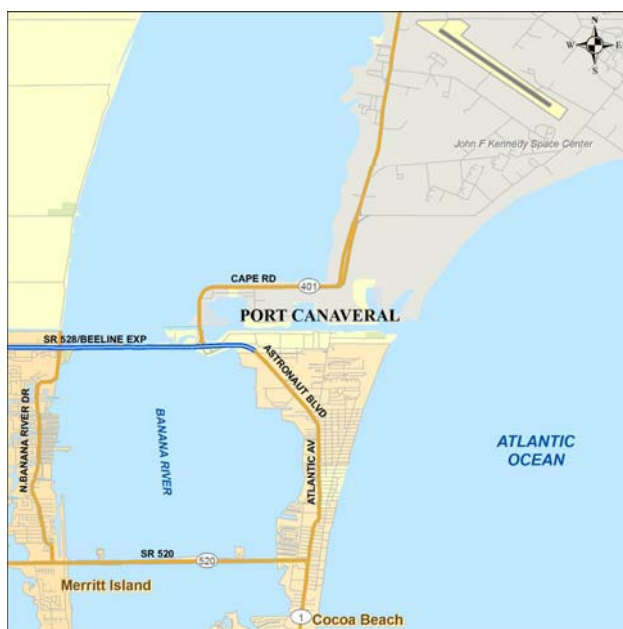 N
W E
S
John F Kennedy Space Center
CAPE RD
401
PORT CANAVERAL
SR 528/BEELINE EXP
ASTRONAUT BLVD
N.BANANA RIVER DR
BANANA RIVER
ATLANTIC AV
ATLANTIC
OCEAN
SR 520
520
Merritt Island
1
Cocoa Beach